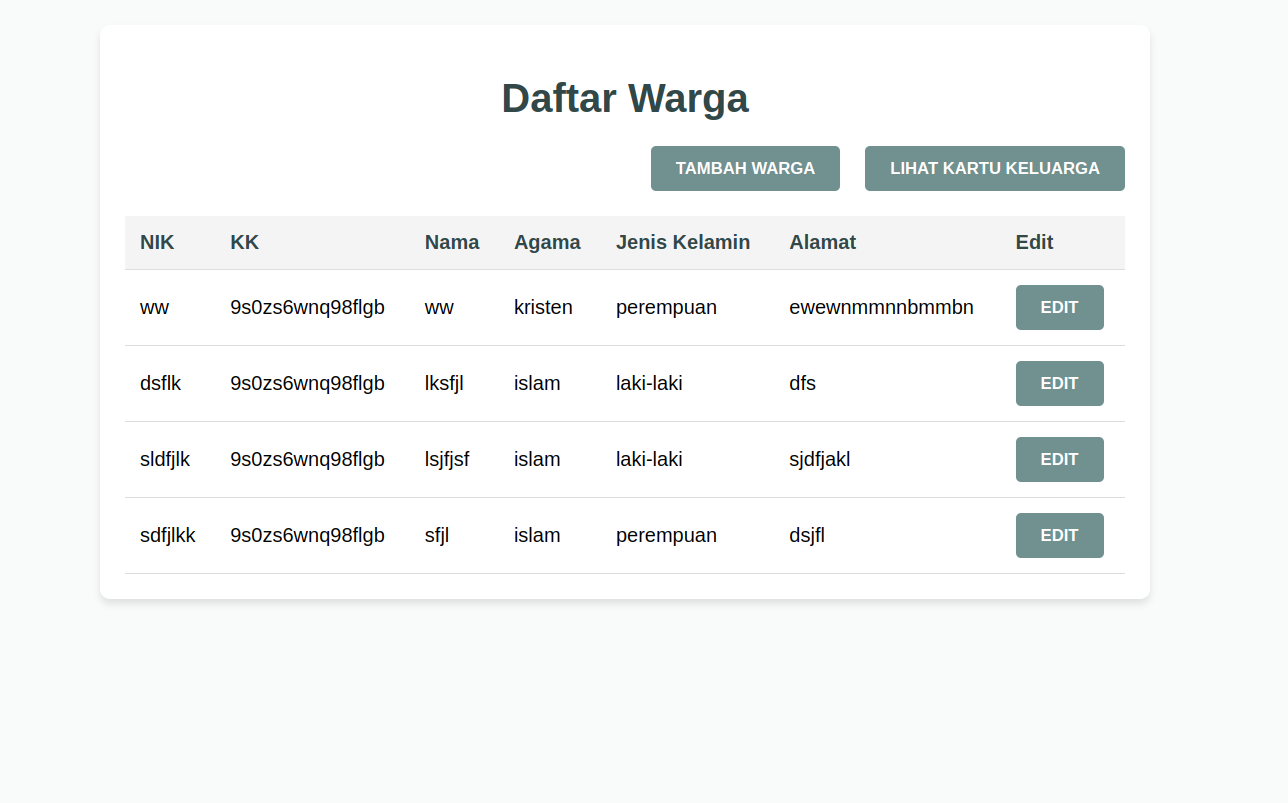 Daftar Warga
TAMBAH WARGA LIHAT KARTU KELUARGA
NIK KK Nama Agama Jenis Kelamin Alamat Edit
ww 9s0zs6wnq98flgb ww kristen perempuan ewewnmmnnbmmbn EDIT
dsflk 9s0zs6wnq98flgb lksfjl islam laki-laki dfs EDIT
sldfjlk 9s0zs6wnq98flgb lsjfjsf islam laki-laki sjdfjakl EDIT
sdfjlkk 9s0zs6wnq98flgb sfjl islam perempuan dsjfl EDIT